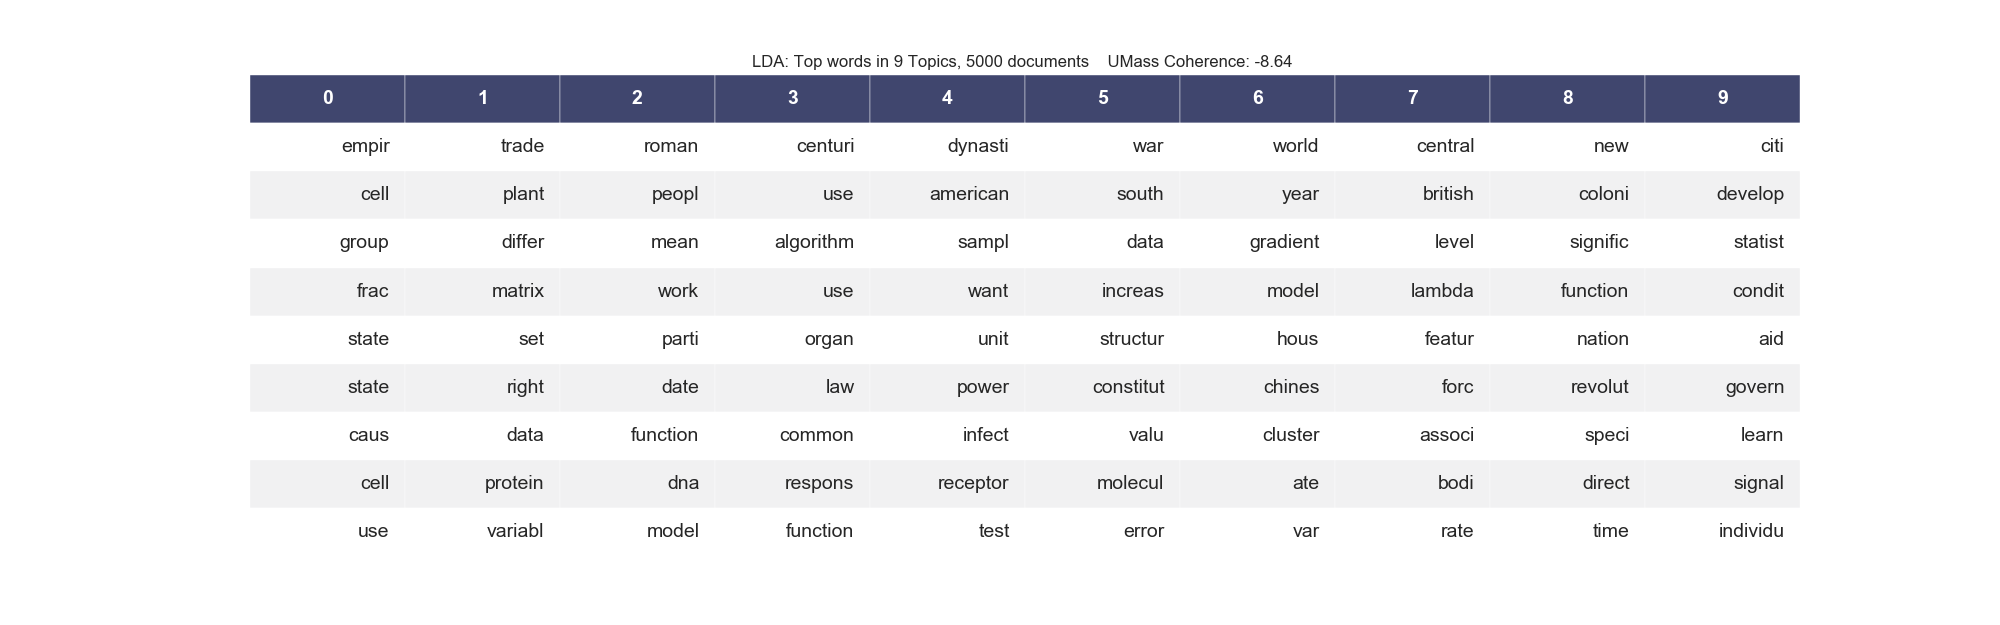 LDA: Top words in 9 Topics, 5000 documents    UMass Coherence: -8.64
0 1 2 3 4 5 6 7 8 9
empir trade roman centuri dynasti war world central new citi
cell plant peopl use american south year british coloni develop
group differ mean algorithm sampl data gradient level signific statist
frac matrix work use want increas model lambda function condit
state set parti organ unit structur hous featur nation aid
state right date law power constitut chines forc revolut govern
caus data function common infect valu cluster associ speci learn
cell protein dna respons receptor molecul ate bodi direct signal
use variabl model function test error var rate time individu